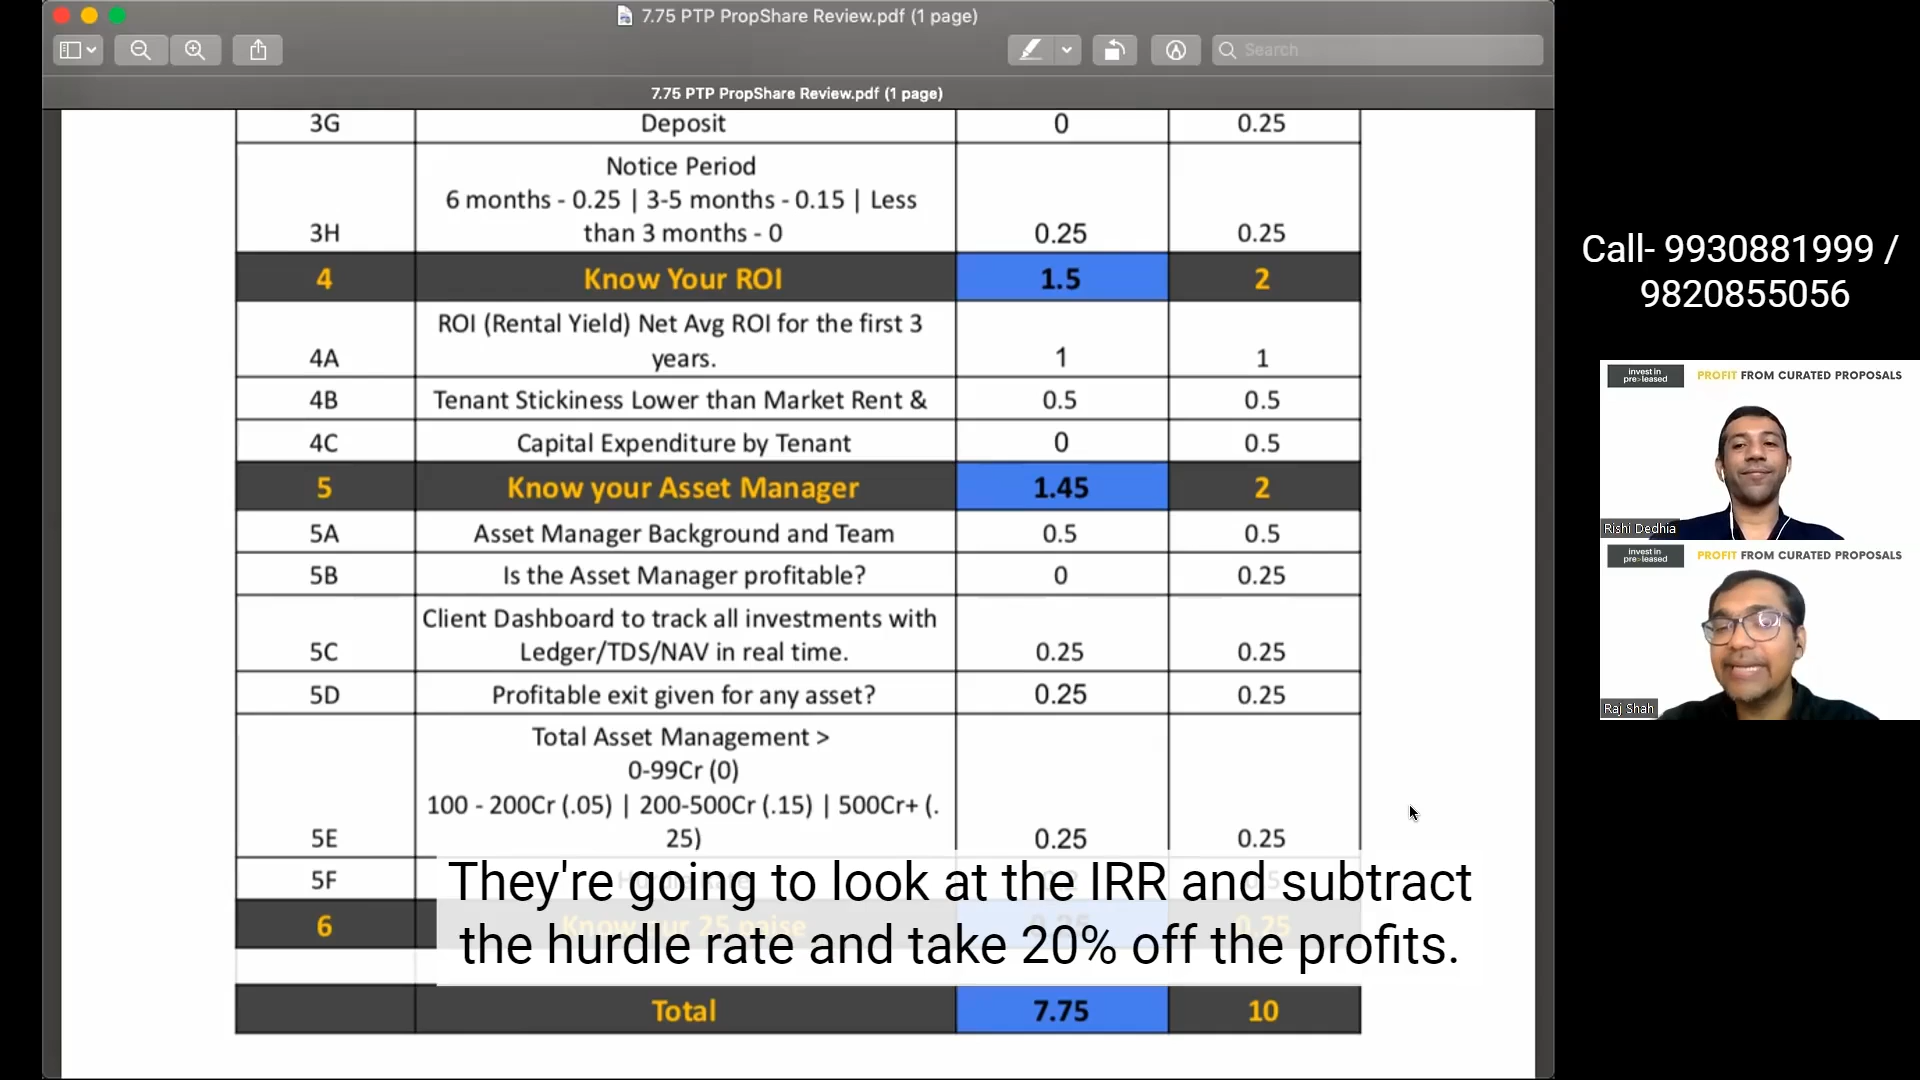 7.75 PTP PropShare Review.pdf (1 page)
Search
7.75 PTP PropShare Review.pdf (1 page)
3G Deposit 0 0.25
Notice Period
6 months - 0.25 | 3-5 months - 0.15 | Less
3H than 3 months - 0 0.25 0.25
4 Know Your ROI 1.5 2
ROI (Rental Yield) Net Avg ROI for the first 3
4A years. 1 1
4B Tenant Stickiness Lower than Market Rent & 0.5 0.5
4C Capital Expenditure by Tenant 0 0.5
5 Know your Asset Manager 1.45 2
5A Asset Manager Background and Team 0.5 0.5
5B Is the Asset Manager profitable? 0 0.25
Client Dashboard to track all investments with
5C Ledger/TDS/NAV in real time. 0.25 0.25
5D Profitable exit given for any asset? 0.25 0.25
Total Asset Management >
0-99Cr (0)
100 - 200Cr (.05) | 200-500Cr (.15) | 500Cr+ (.
5E 25) 0.25 0.25
5F
6
They're going to look at the IRR and subtract
the hurdle rate and take 20% off the profits.
Total 7.75 10
Call- 9930881999 /
9820855056
invest in
pre-leased
PROFIT FROM CURATED PROPOSALS
Rishi Dedhia
invest in
pre-leased
PROFIT FROM CURATED PROPOSALS
Raj Shah